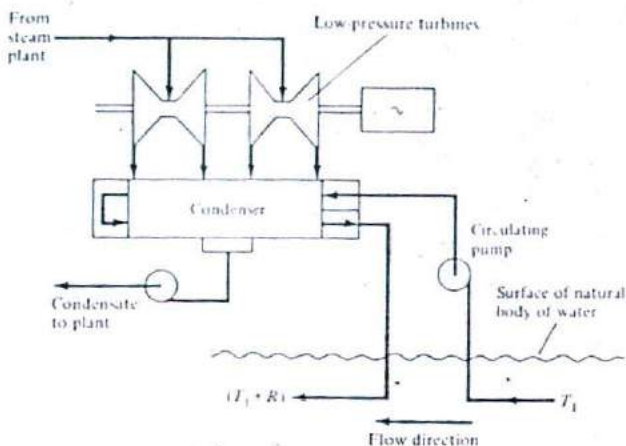 From
steam
plant
Low-pressure turbines
~
Condenser
Circulating
pump
Condensate
to plant
Surface of natural
body of water
(T₁ + R)
T₁
Flow direction